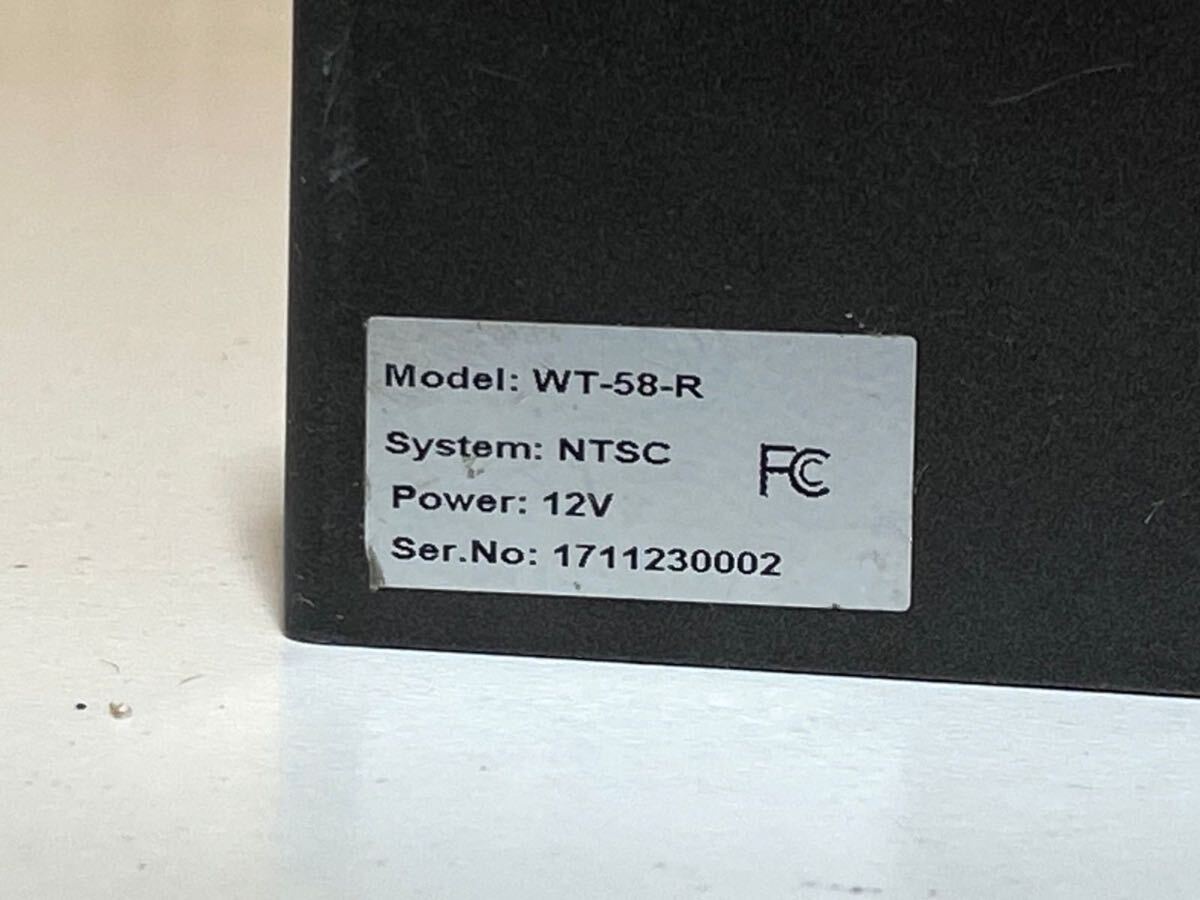 Model: WT-58-R
System: NTSC
FC
Power: 12V
Ser.No: 1711230002